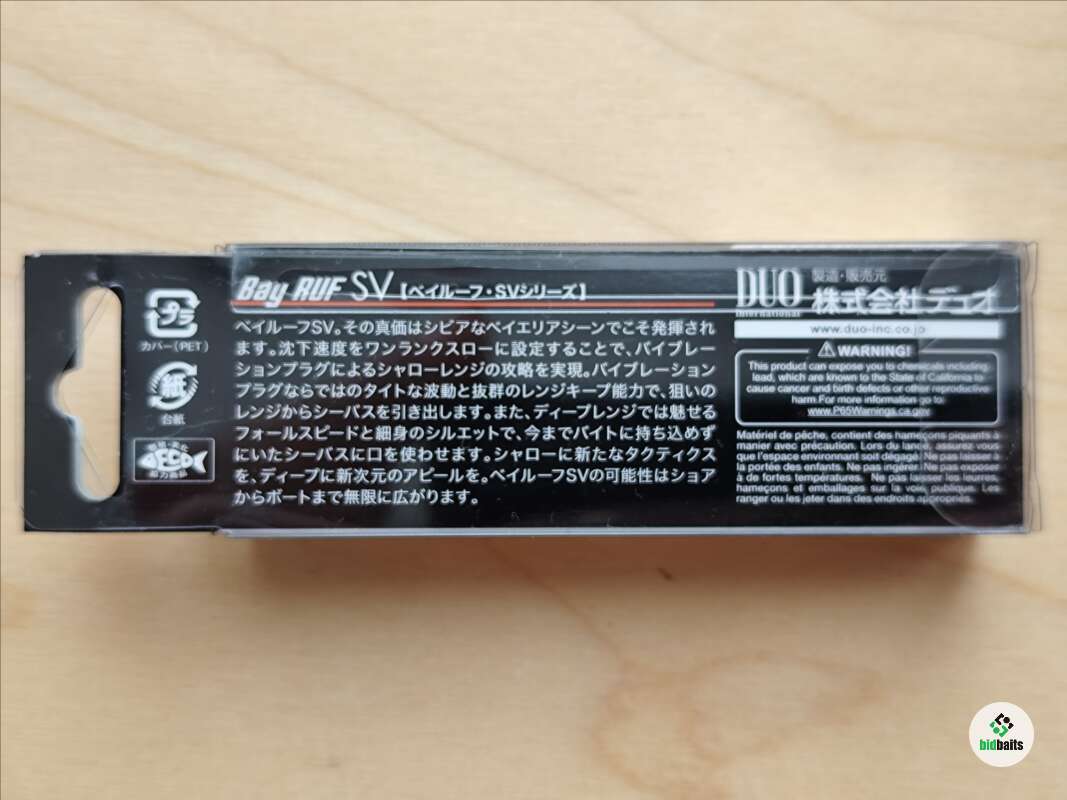 プラ
カバー(PET)
紙
台紙
Bay RUF SV【ベイルーフ・SVシリーズ】
ベイルーフSV。その真価はシビアなベイエリアシーンでこそ発揮され
ます。沈下速度をワンランクスローに設定することで、バイブレー
ションプラグによるシャローレンジの攻略を実現。バイブレーション
プラグならではのタイトな波動と抜群のレンジキープ能力で、狙いの
レンジからシーバスを引き出します。また、ディープレンジでは魅せる
フォールスピードと細身のシルエットで、今までバイトに持ち込めず
にいたシーバスに口を使わせます。シャローに新たなタクティクス
を、ディープに新次元のアピールを。ベイルーフSVの可能性はショア
からボートまで無限に広がります。
DUO
International
製造・販売元
株式会社 デュオ
www.duo-inc.co.jp
WARNING!
This product can expose you to chemicals including
lead, which are known to the State of California to
cause cancer and birth defects or other reproductive
harm.For more information go to:
www.P65Warnings.ca.gov
Matériel de pêche, contient des hameçons piquants à
manier avec précaution. Lors du lancé, assurez vous
que l'espace environnant soit dégagé. Ne pas laisser à
la portée des enfants. Ne pas ingérer. Ne pas exposer
à de fortes températures. Ne pas laisser les leurres,
hameçons et emballages sur la voie publique. Les
ranger ou les jeter dans des endroits appropriés.
bidbaits